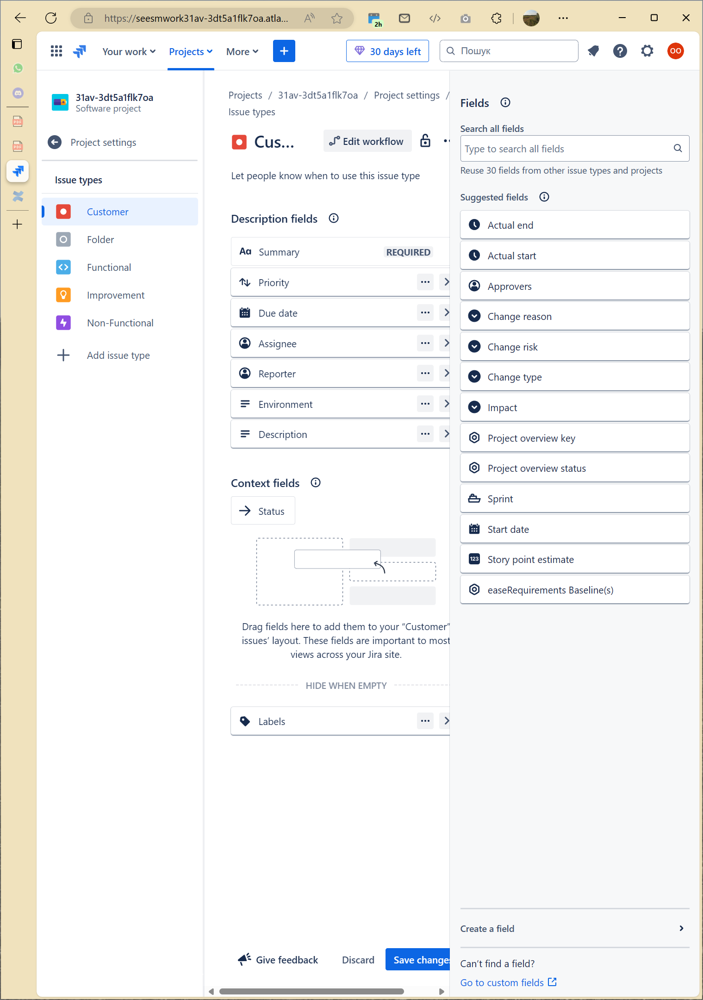 https://seesmwork31av-3dt5a1flk7oa.atla...
2h
Your work
Projects
More
30 days left
Пошук
OO
31av-3dt5a1flk7oa
Software project
Project settings
Issue types
Customer
Folder
Functional
Improvement
Non-Functional
Add issue type
Projects / 31av-3dt5a1flk7oa / Project settings /
Issue types
Cus...
Edit workflow
Let people know when to use this issue type
Description fields
Aa Summary REQUIRED
Priority
Due date
Assignee
Reporter
Environment
Description
Context fields
Status
Drag fields here to add them to your “Customer”
issues’ layout. These fields are important to most
views across your Jira site.
HIDE WHEN EMPTY
Labels
Give feedback
Discard
Save changes
Fields
Search all fields
Type to search all fields
Reuse 30 fields from other issue types and projects
Suggested fields
Actual end
Actual start
Approvers
Change reason
Change risk
Change type
Impact
Project overview key
Project overview status
Sprint
Start date
123 Story point estimate
easeRequirements Baseline(s)
Create a field
Can’t find a field?
Go to custom fields
PDF
PDF